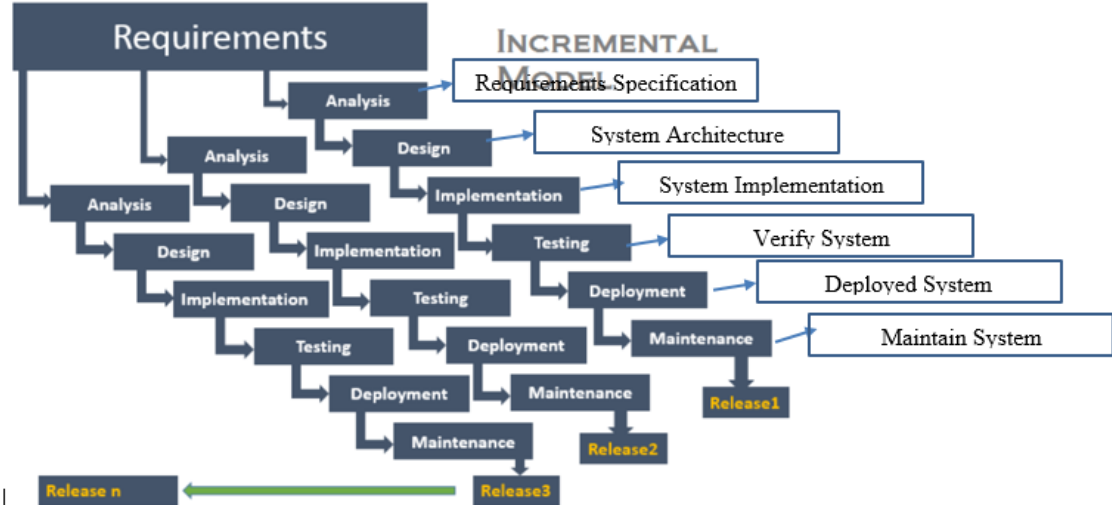 Requirements
INCREMENTAL
MODEL
Requirements Specification
Analysis
System Architecture
Design
Analysis
System Implementation
Implementation
Analysis
Design
Verify System
Testing
Design
Implementation
Deployed System
Deployment
Implementation
Testing
Maintain System
Maintenance
Testing
Deployment
Release1
Deployment
Maintenance
Release2
Maintenance
Release3
Release n